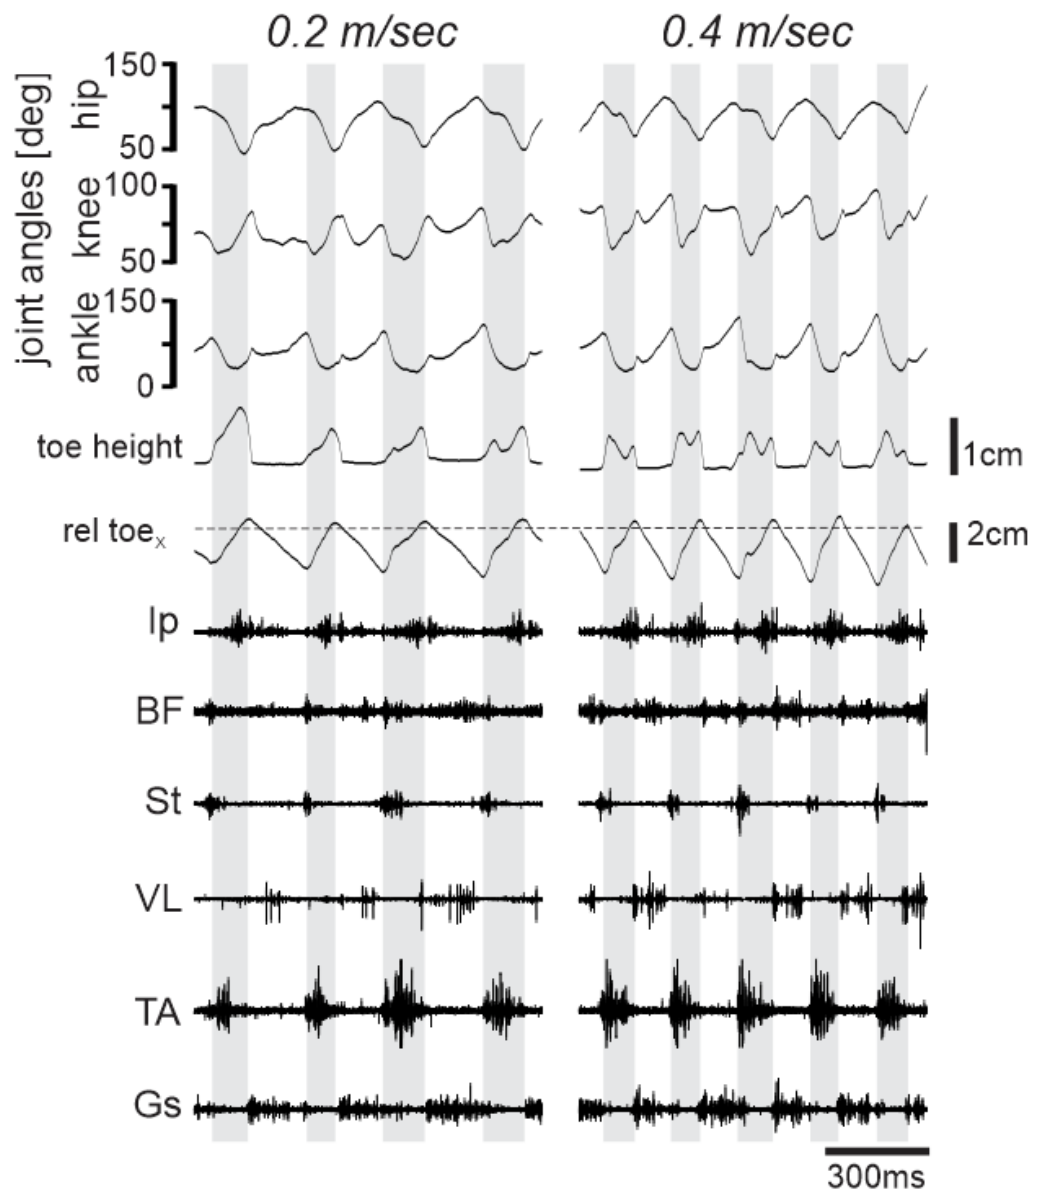 0.2 m/sec 0.4 m/sec
joint angles [deg]
hip
150
50
knee
100
50
ankle
150
0
toe height
1cm
rel toex
2cm
Ip
BF
St
VL
TA
Gs
300ms